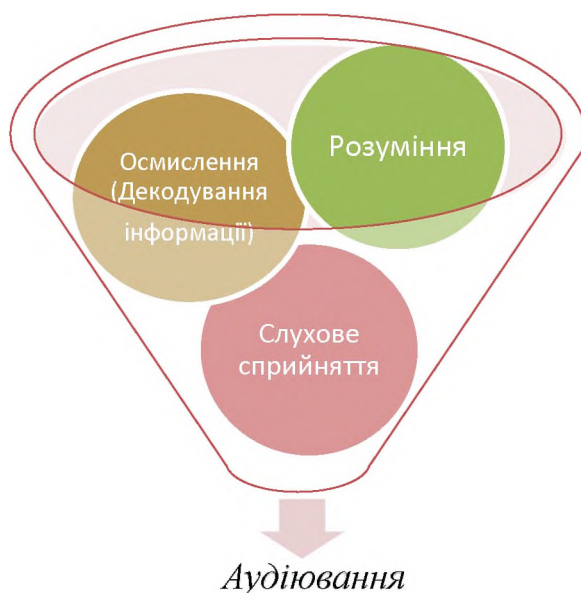 Розуміння
Осмислення
(Декодування
інформації)
Слухове
сприйняття
Аудіювання